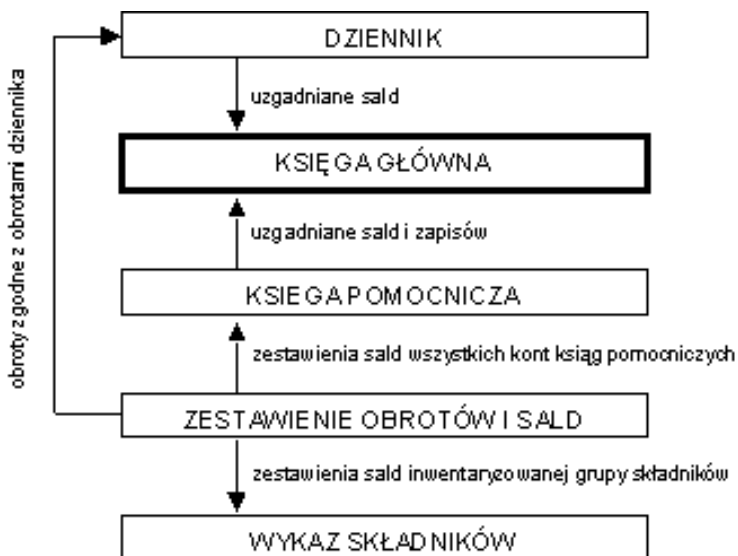 DZIENNIK
uzgadniane sald
KSIĘGA GŁÓWNA
uzgadniane sald i zapisów
KSIEGA POMOCNICZA
zestawienia sald wszystkich kont ksiąg pomocniczych
ZESTAWIENIE OBROTÓW I SALD
zestawienia sald inwentaryzowanej grupy składników
WYKAZ SKŁADNIKÓW
obroty zgodne z obrotami dziennika